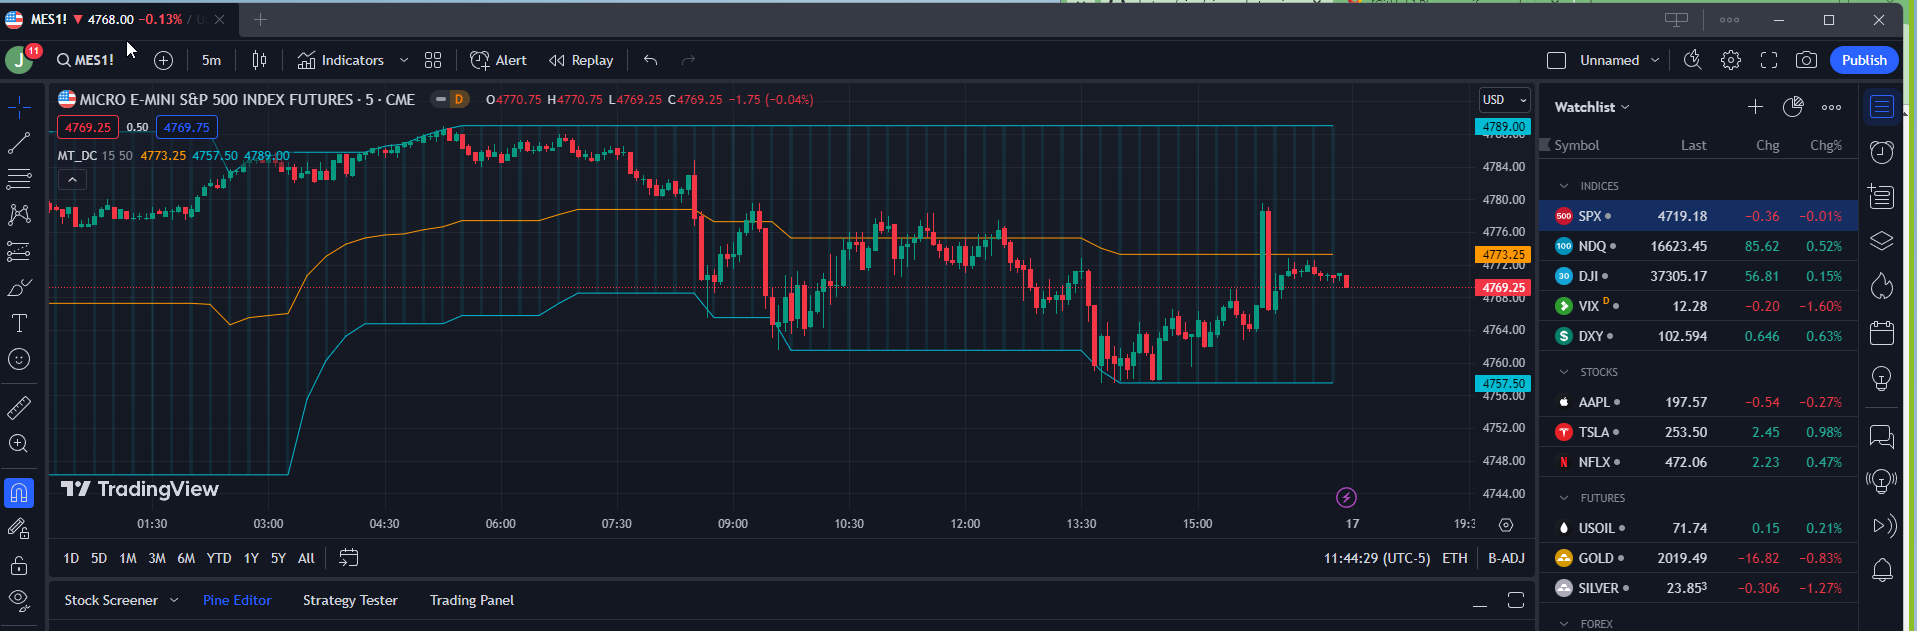 MES1! ▼ 4768.00 −0.13% / U
J 11 MES1! 5m Indicators Alert Replay Unnamed Publish
MICRO E-MINI S&P 500 INDEX FUTURES · 5 · CME D O4770.75 H4770.75 L4769.25 C4769.25 −1.75 (−0.04%)
4769.25 0.50 4769.75
MT_DC 15 50 4773.25 4757.50 4789.00
USD
4789.00
4784.00
4780.00
4776.00
4773.25
4772.00
4769.25
4768.00
4764.00
4760.00
4757.50
4756.00
4752.00
4748.00
4744.00
TradingView
01:30 03:00 04:30 06:00 07:30 09:00 10:30 12:00 13:30 15:00 17 19:3
1D 5D 1M 3M 6M YTD 1Y 5Y All 11:44:29 (UTC-5) ETH B-ADJ
Stock Screener Pine Editor Strategy Tester Trading Panel
Watchlist
Symbol Last Chg Chg%
INDICES
500 SPX 4719.18 −0.36 −0.01%
100 NDQ 16623.45 85.62 0.52%
30 DJI 37305.17 56.81 0.15%
VIX D 12.28 −0.20 −1.60%
$ DXY 102.594 0.646 0.63%
STOCKS
AAPL 197.57 −0.54 −0.27%
TSLA 253.50 2.45 0.98%
N NFLX 472.06 2.23 0.47%
FUTURES
USOIL 71.74 0.15 0.21%
GOLD 2019.49 −16.82 −0.83%
SILVER 23.85³ −0.306 −1.27%
FOREX